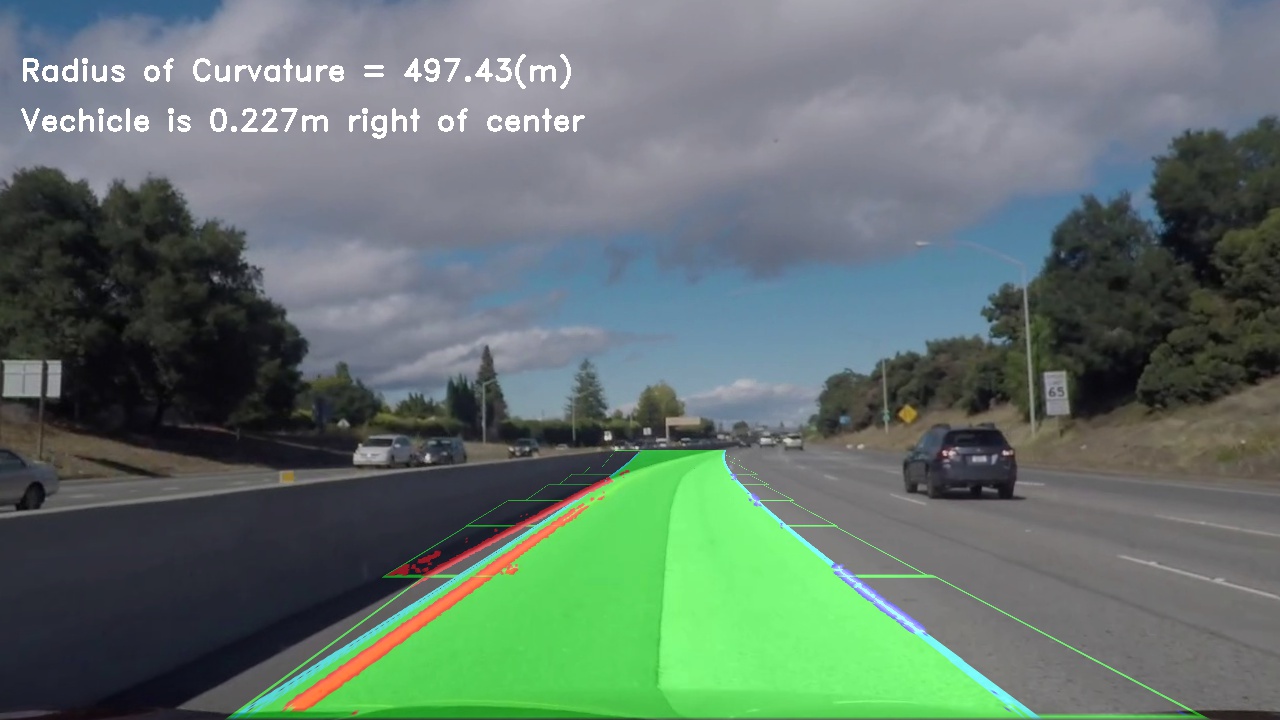 Radius of Curvature = 497.43(m)
Vechicle is 0.227m right of center
65